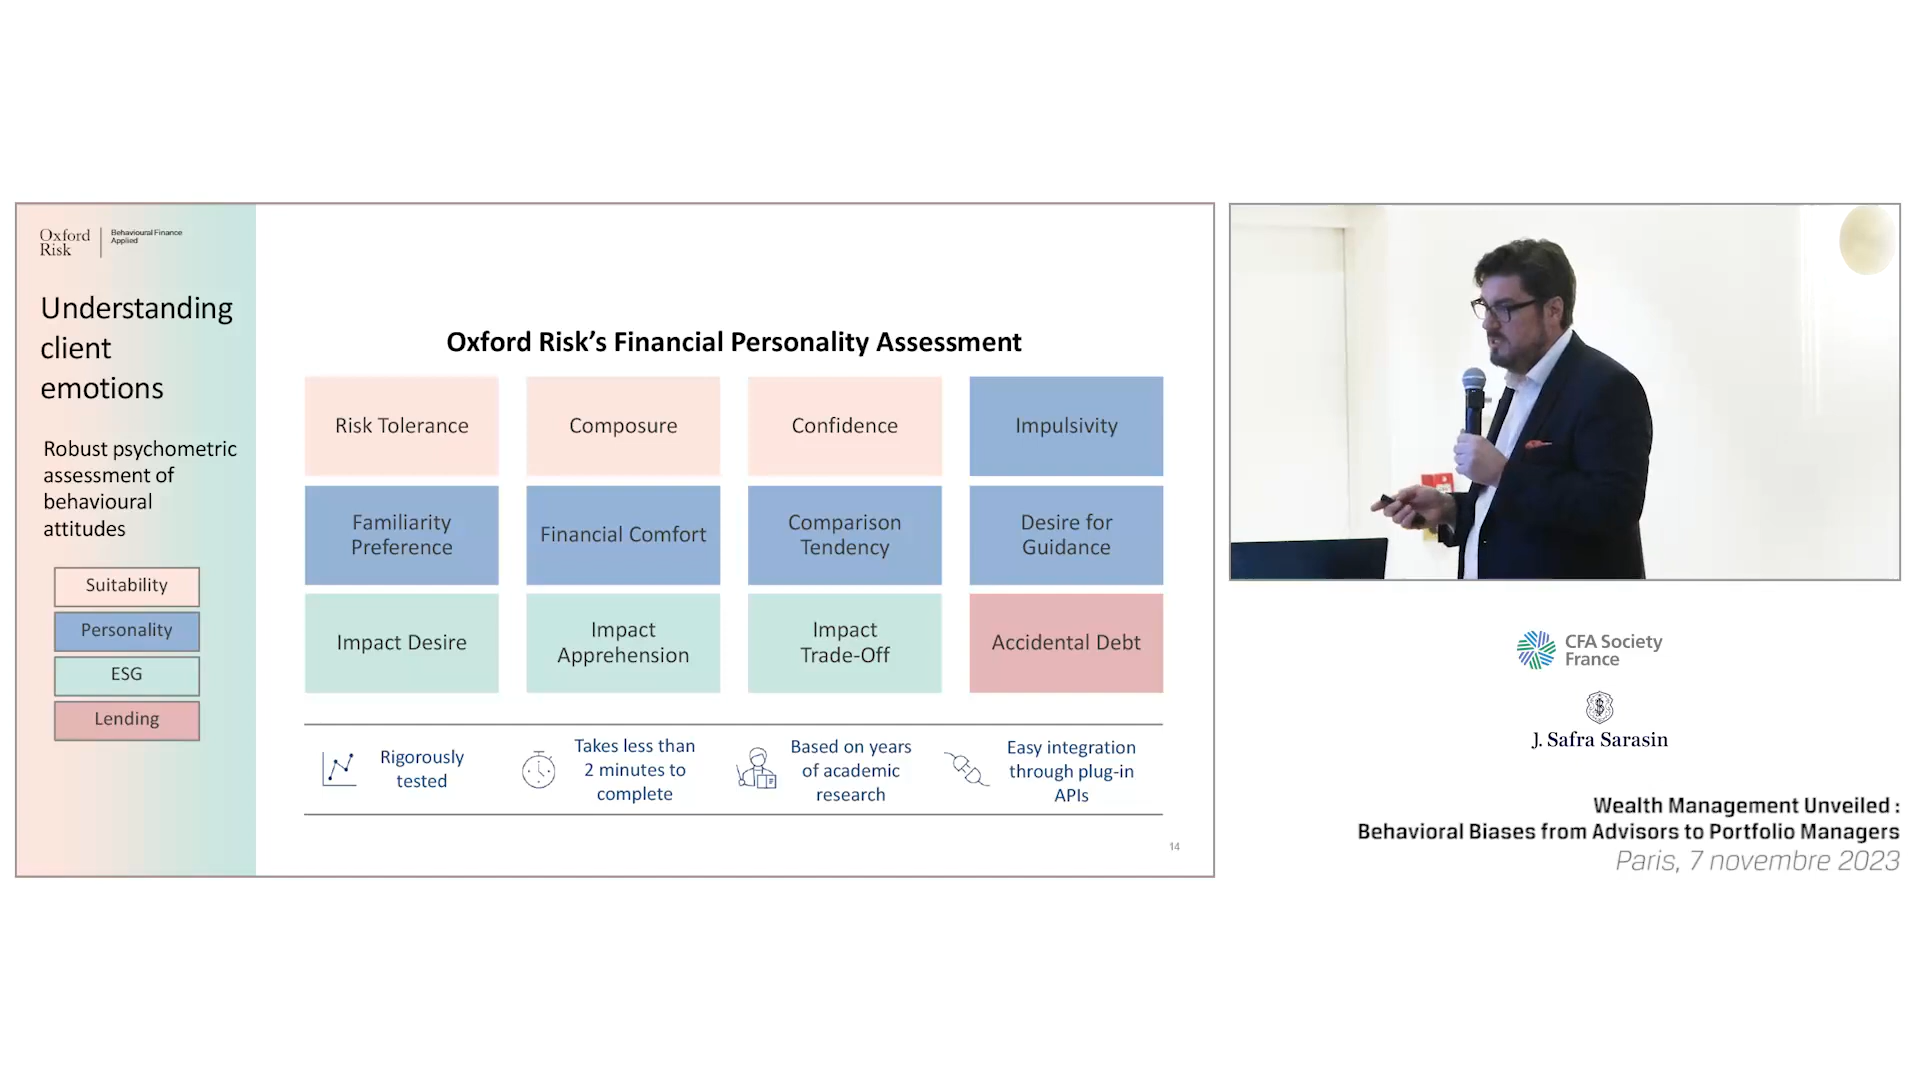 Oxford
Risk
Behavioural Finance
Applied
Understanding
client
emotions
Robust psychometric
assessment of
behavioural
attitudes
Suitability
Personality
ESG
Lending
Oxford Risk's Financial Personality Assessment
Risk Tolerance
Composure
Confidence
Impulsivity
Familiarity
Preference
Financial Comfort
Comparison
Tendency
Desire for
Guidance
Impact Desire
Impact
Apprehension
Impact
Trade-Off
Accidental Debt
Rigorously
tested
Takes less than
2 minutes to
complete
Based on years
of academic
research
Easy integration
through plug-in
APIs
14
CFA Society
France
J. Safra Sarasin
Wealth Management Unveiled :
Behavioral Biases from Advisors to Portfolio Managers
Paris, 7 novembre 2023